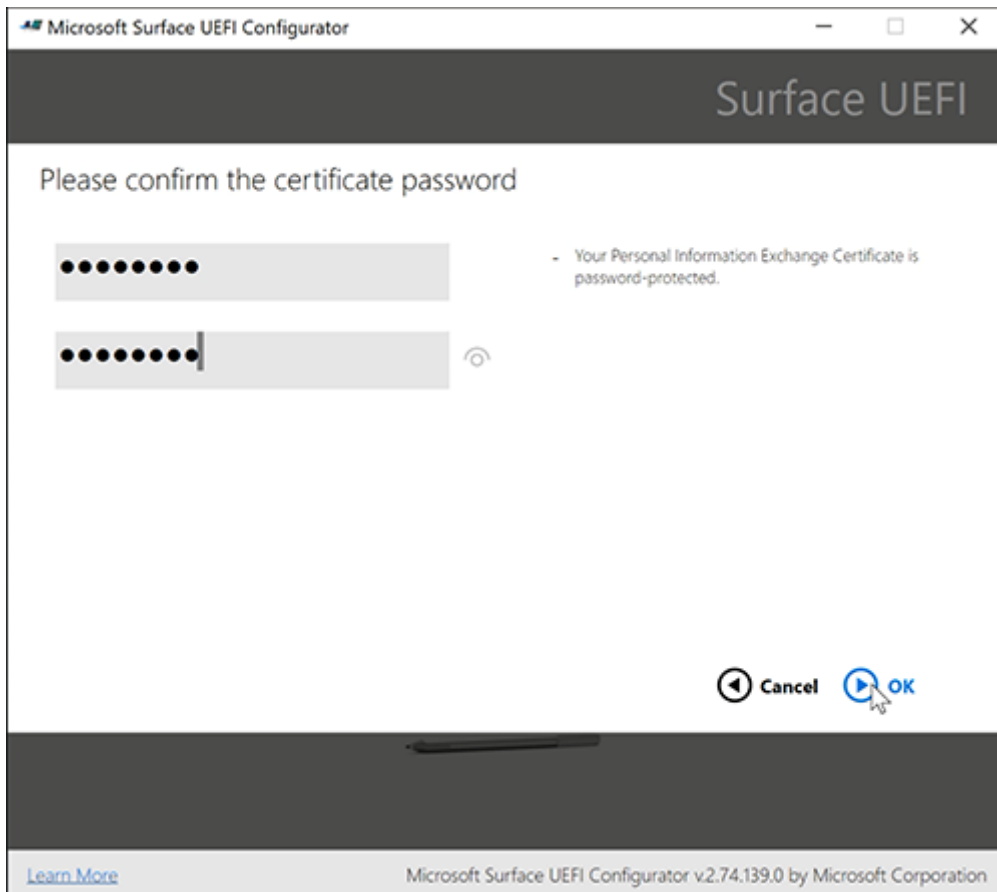 Microsoft Surface UEFI Configurator
Surface UEFI
Please confirm the certificate password
●●●●●●●●
- Your Personal Information Exchange Certificate is
password-protected.
●●●●●●●●
Cancel
OK
Learn More
Microsoft Surface UEFI Configurator v.2.74.139.0 by Microsoft Corporation